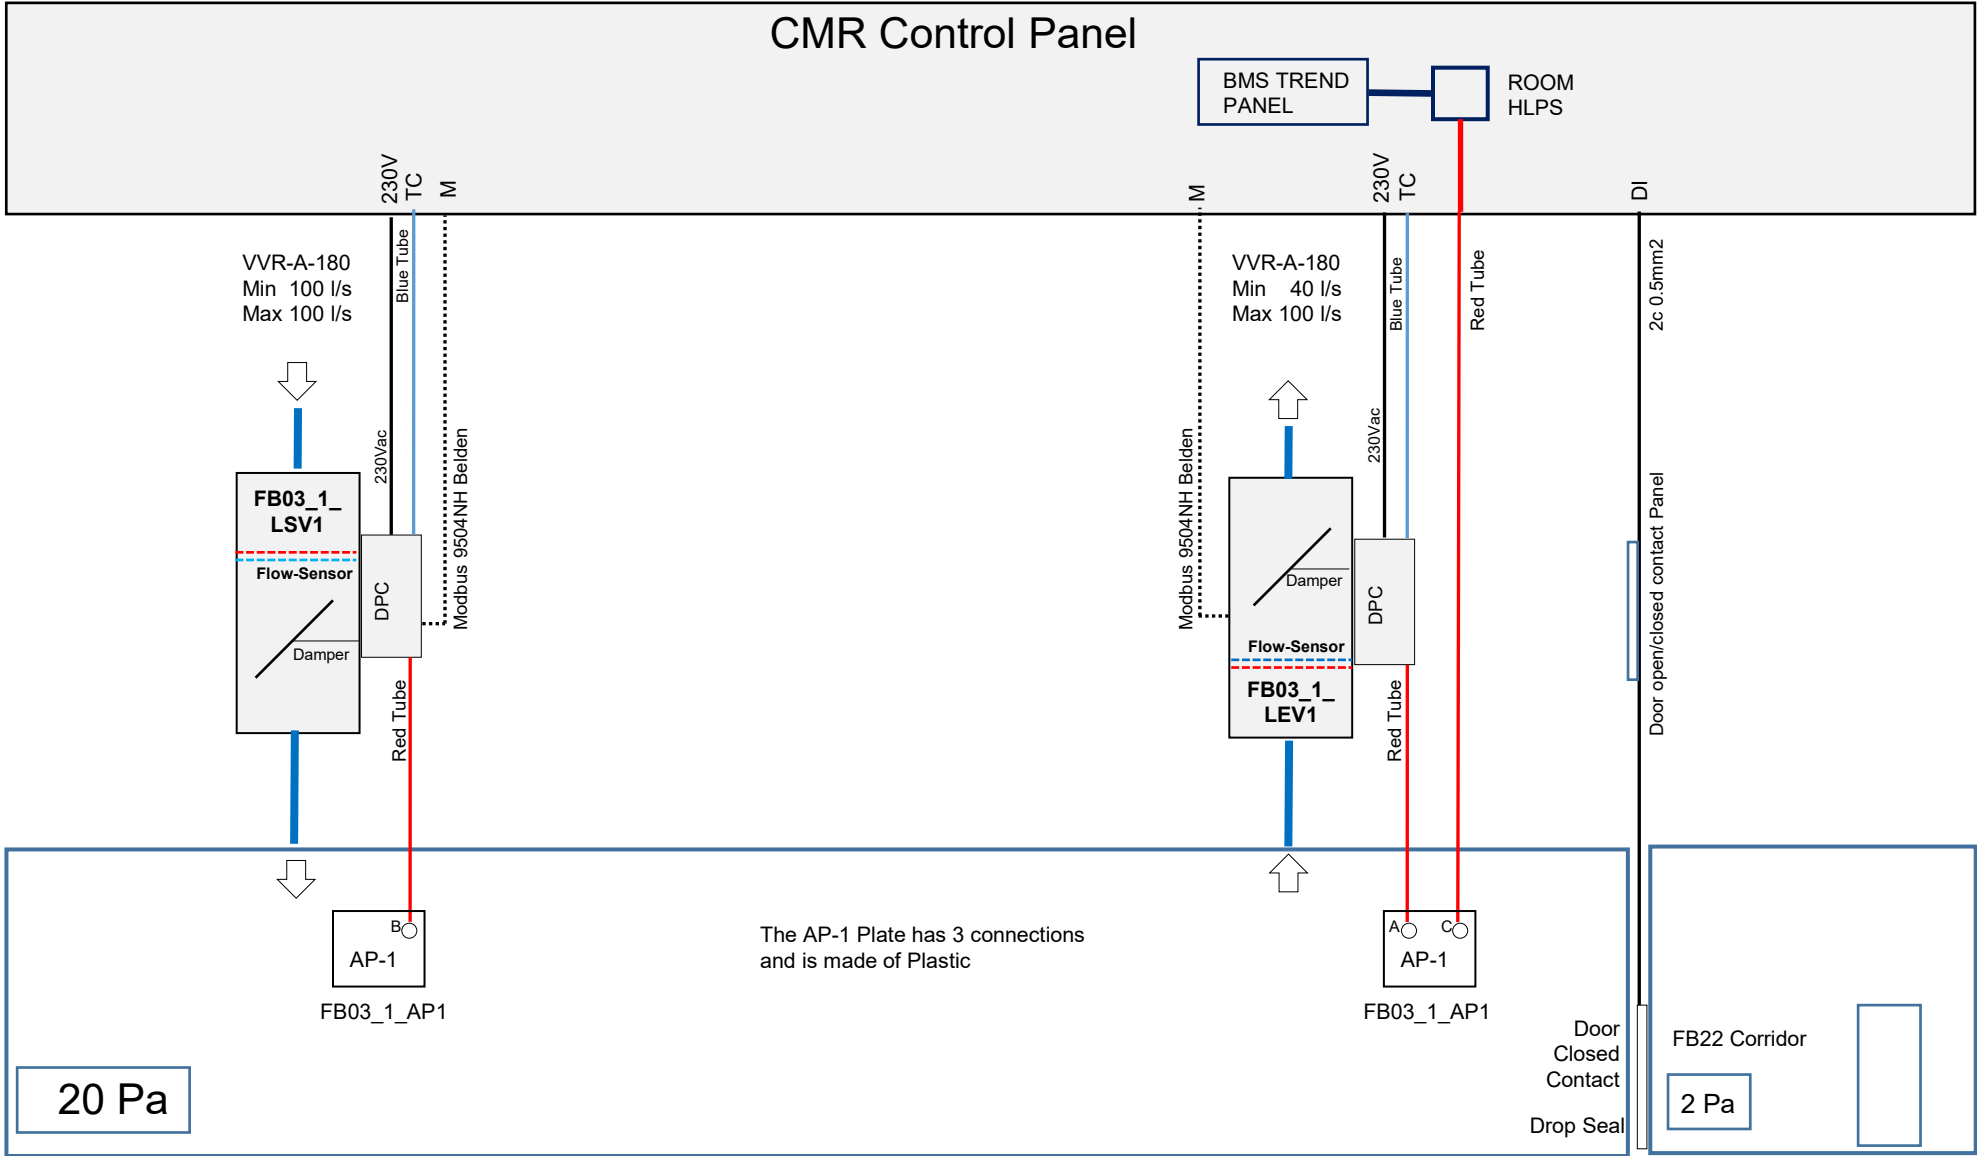 CMR Control Panel
BMS TREND
PANEL
ROOM
HLPS
230V
TC
M
M
230V
TC
DI
VVR-A-180
Min 100 l/s
Max 100 l/s
Blue Tube
230Vac
Modbus 9504NH Belden
FB03_1_
LSV1
Flow-Sensor
Damper
DPC
Red Tube
VVR-A-180
Min 40 l/s
Max 100 l/s
Blue Tube
Red Tube
2c 0.5mm2
230Vac
Modbus 9504NH Belden
Damper
Flow-Sensor
FB03_1_
LEV1
DPC
Red Tube
Door open/closed contact Panel
B
AP-1
FB03_1_AP1
The AP-1 Plate has 3 connections
and is made of Plastic
A
C
AP-1
FB03_1_AP1
20 Pa
Door
Closed
Contact
Drop Seal
FB22 Corridor
2 Pa